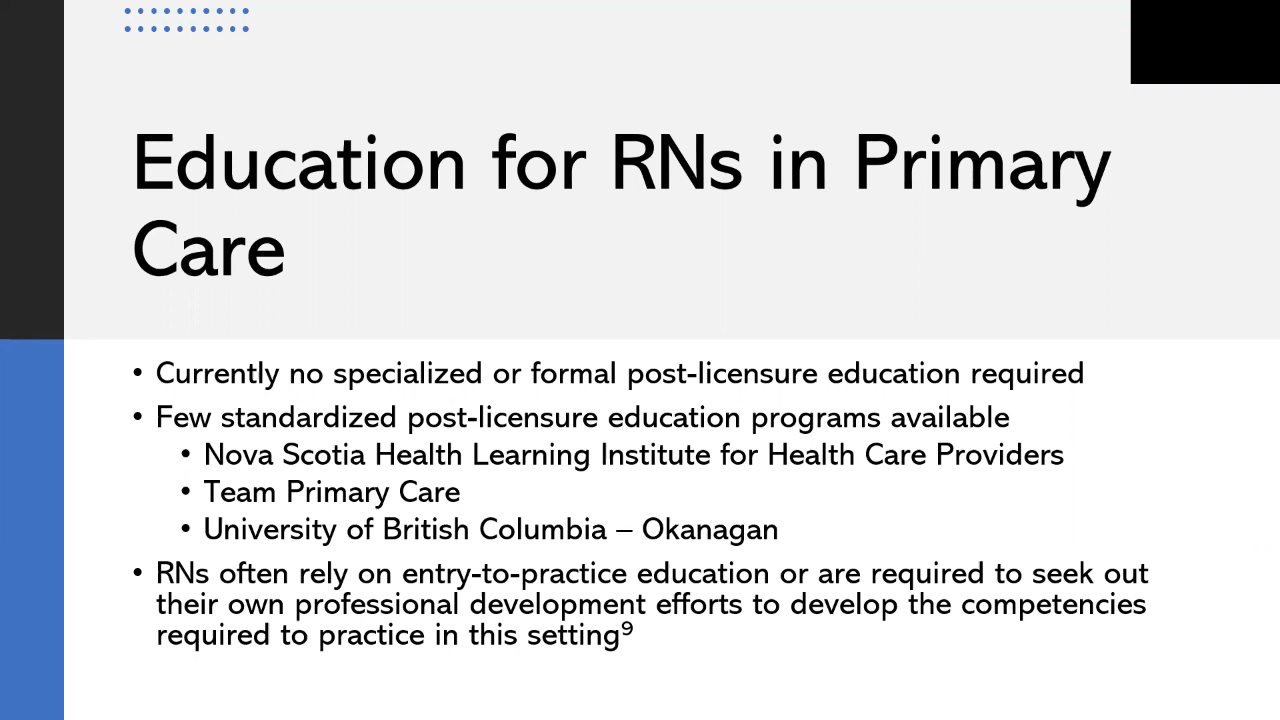 Education for RNs in Primary
Care
• Currently no specialized or formal post-licensure education required
• Few standardized post-licensure education programs available
• Nova Scotia Health Learning Institute for Health Care Providers
• Team Primary Care
• University of British Columbia – Okanagan
• RNs often rely on entry-to-practice education or are required to seek out
their own professional development efforts to develop the competencies
required to practice in this setting⁹